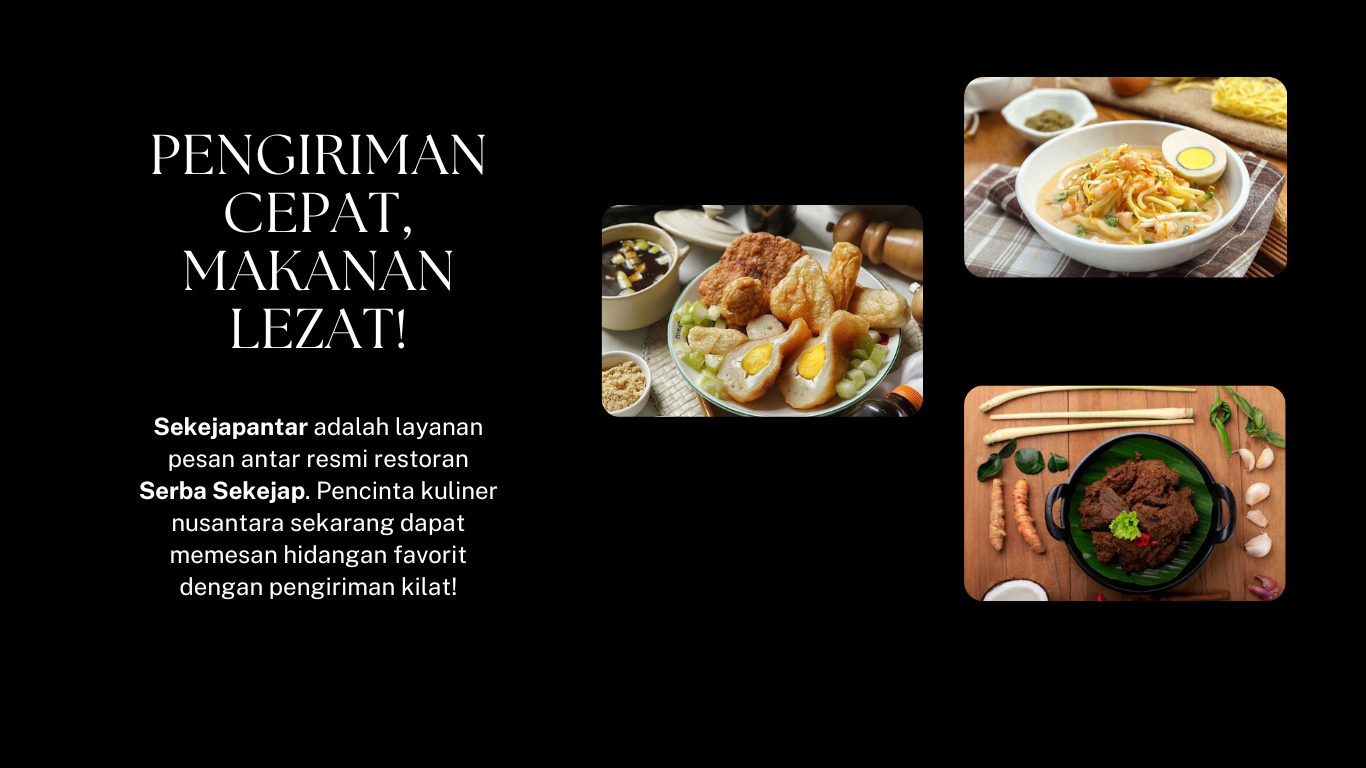 PENGIRIMAN
CEPAT,
MAKANAN
LEZAT!
Sekejapantar adalah layanan
pesan antar resmi restoran
Serba Sekejap. Pencinta kuliner
nusantara sekarang dapat
memesan hidangan favorit
dengan pengiriman kilat!